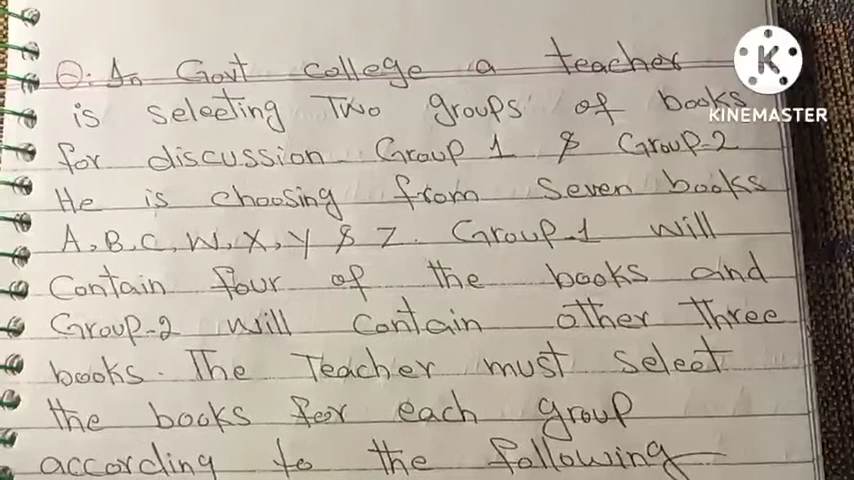 Q. In Govt college a teacher
is selecting Two groups of books
for discussion Group 1 & Group-2
He is choosing from seven books
A, B, C, W, X, Y & Z. Group-1 will
Contain four of the books and
Group-2 will contain other three
books. The Teacher must select
the books for each group
according to the following
K
KINEMASTER